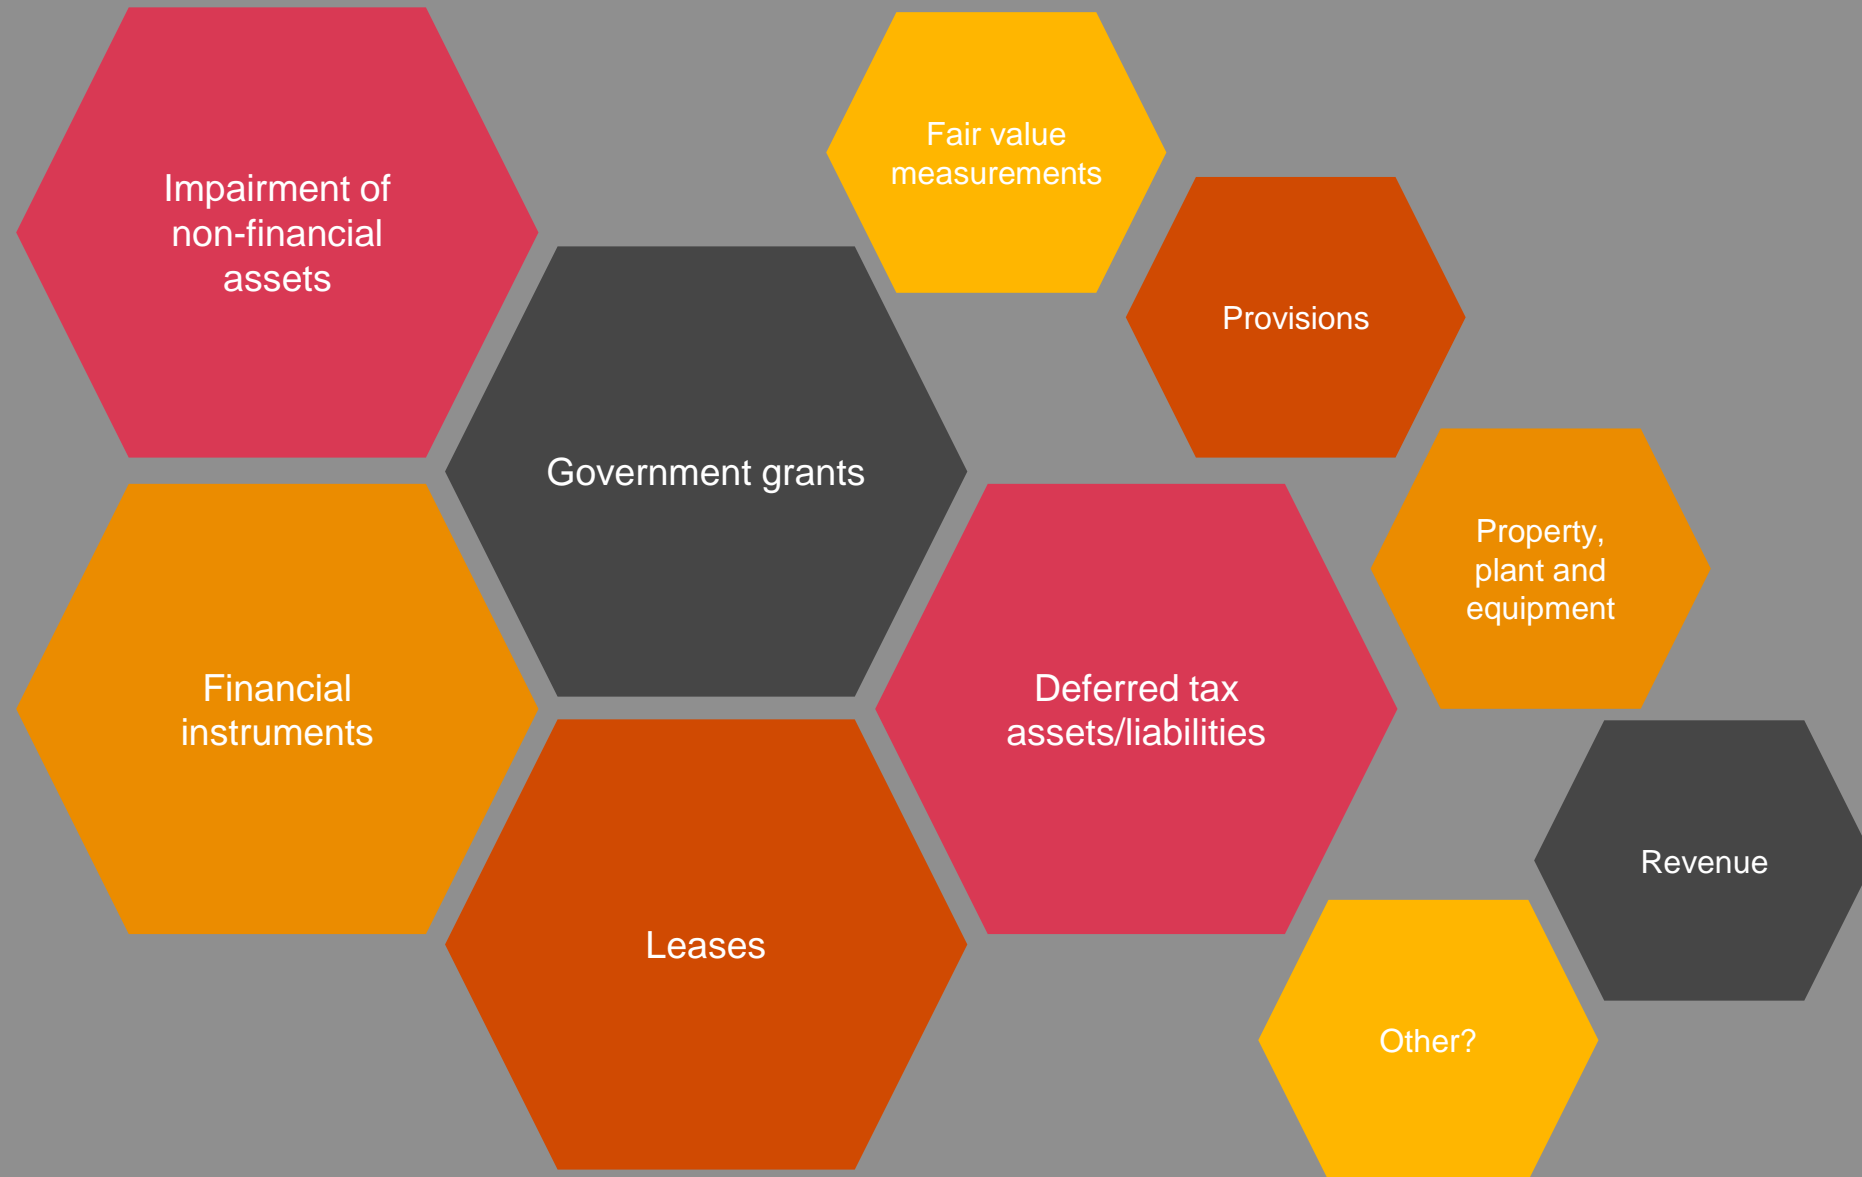 Impairment of
non-financial
assets
Fair value
measurements
Provisions
Government grants
Property,
plant and
equipment
Financial
instruments
Deferred tax
assets/liabilities
Revenue
Leases
Other?